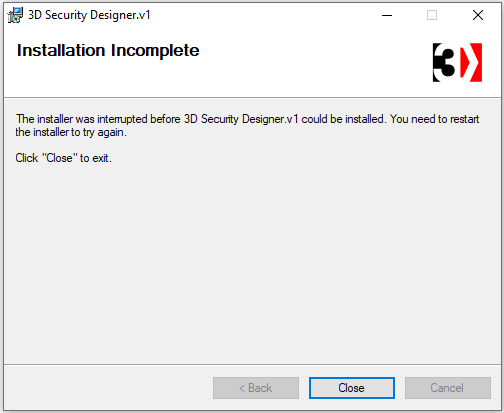 3D Security Designer.v1
Installation Incomplete
3
The installer was interrupted before 3D Security Designer.v1 could be installed. You need to restart
the installer to try again.
Click "Close" to exit.
< Back
Close
Cancel